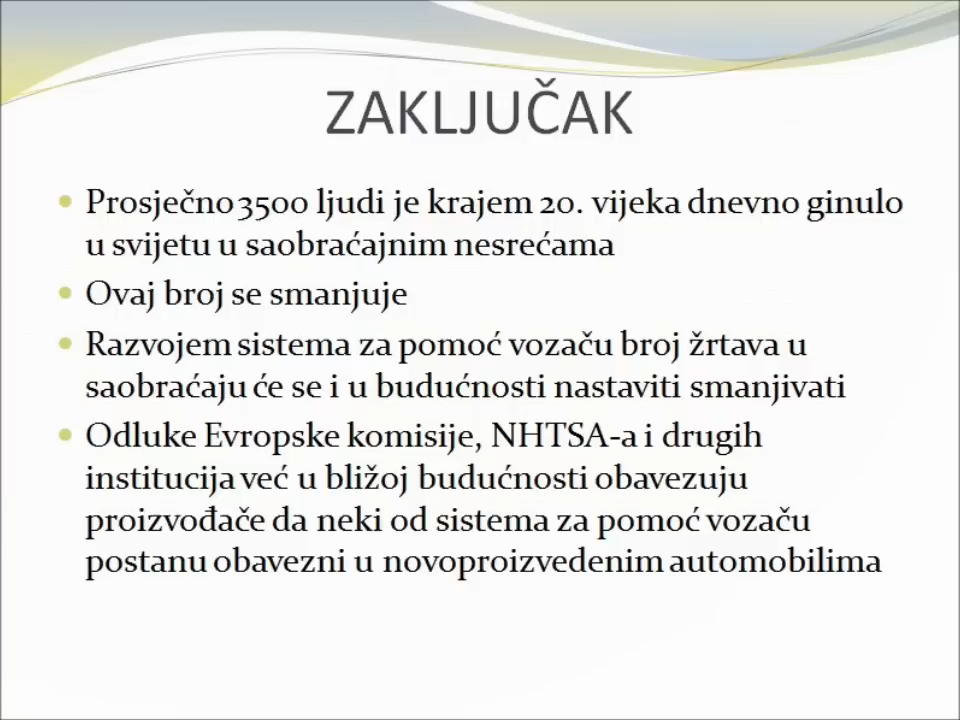 ZAKLJUČAK
Prosječno 3500 ljudi je krajem 20. vijeka dnevno ginulo
u svijetu u saobraćajnim nesrećama
Ovaj broj se smanjuje
Razvojem sistema za pomoć vozaču broj žrtava u
saobraćaju će se i u budućnosti nastaviti smanjivati
Odluke Evropske komisije, NHTSA-a i drugih
institucija već u bližoj budućnosti obavezuju
proizvođače da neki od sistema za pomoć vozaču
postanu obavezni u novoproizvedenim automobilima